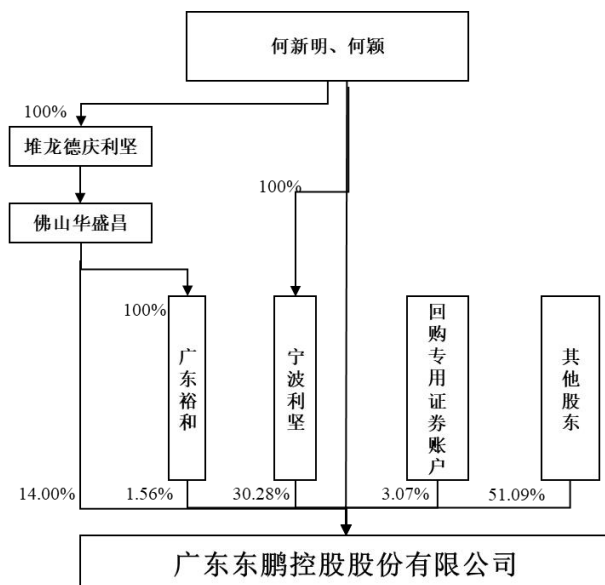 何新明、何颖
100%
堆龙德庆利坚
100%
佛山华盛昌
100%
广东裕和
宁波利坚
回购专用证券账户
其他股东
14.00%
1.56%
30.28%
3.07%
51.09%
广东东鹏控股股份有限公司